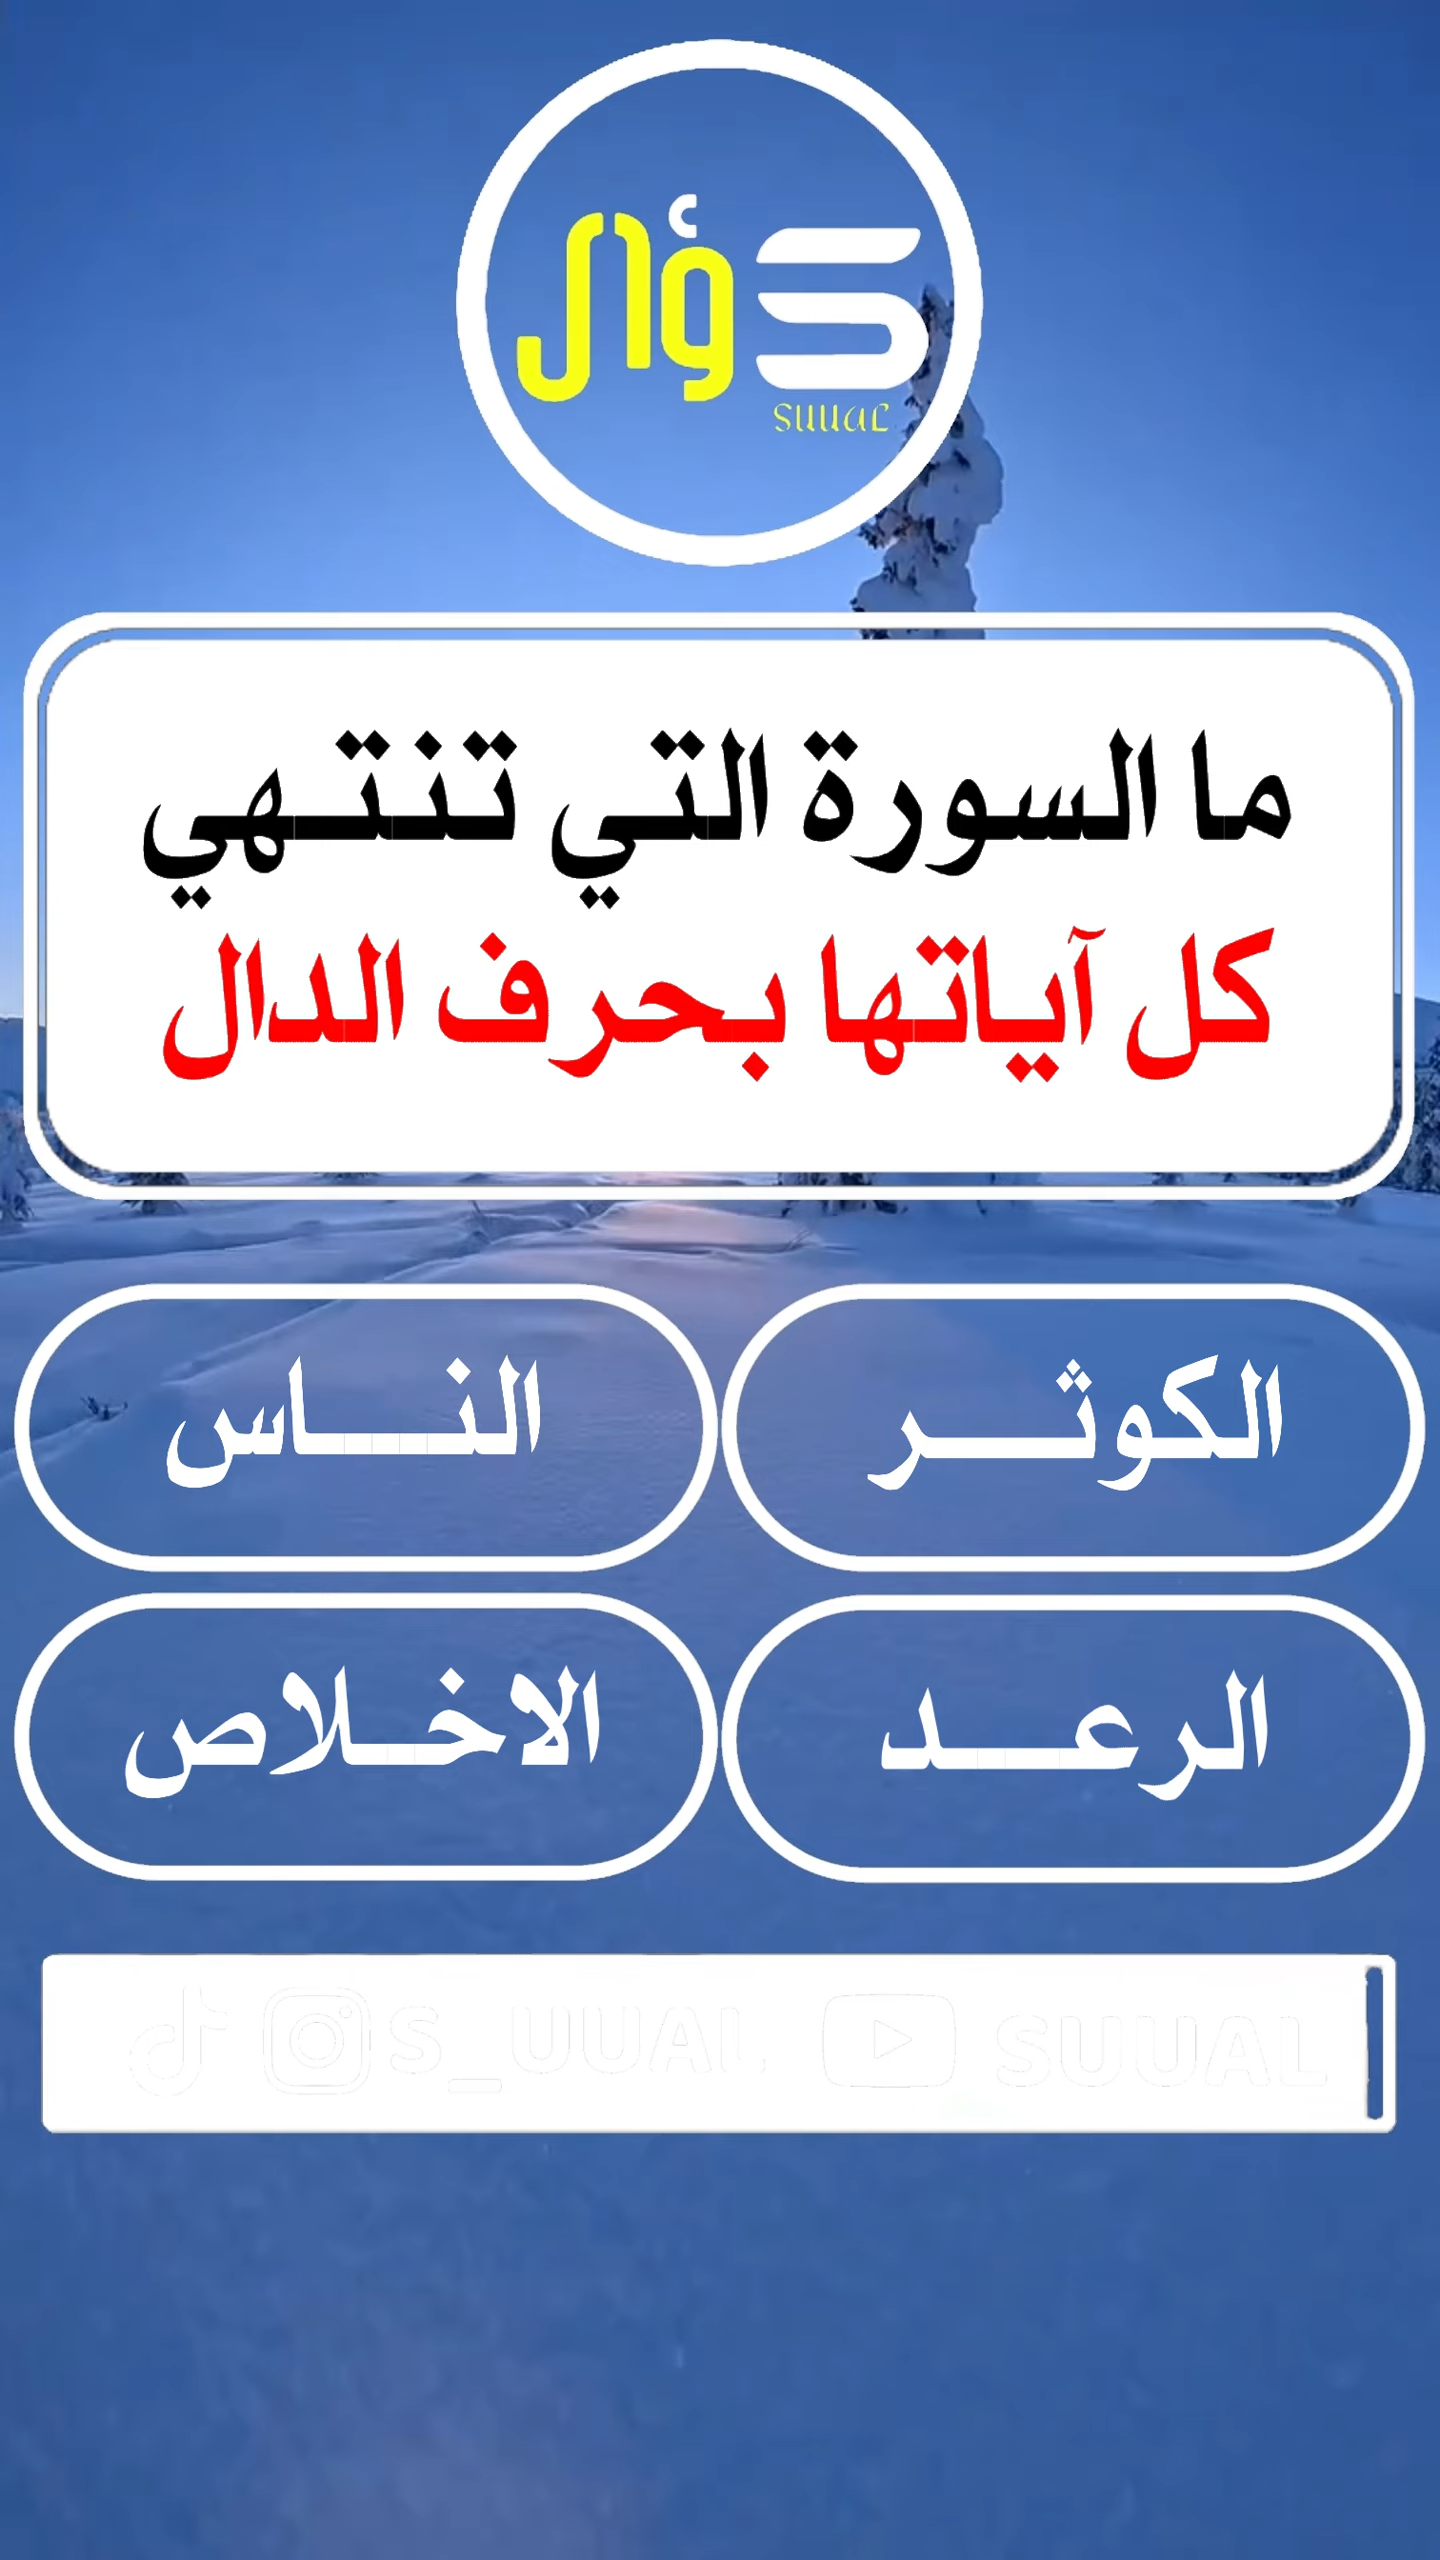 سؤال
SUUAL
ما السورة التي تنتهي
كل آياتها بحرف الدال
الكوثر
الناس
الرعد
الاخلاص
S_UUAL SUUAL